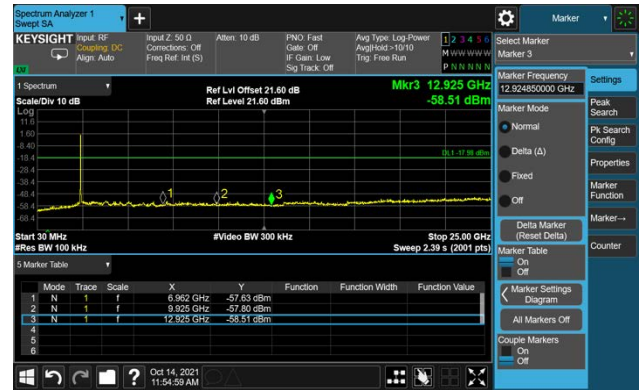 Spectrum Analyzer 1
Swept SA
Marker
KEYSIGHT Input: RF Input Z: 50 Ω Atten: 10 dB PNO: Fast Avg Type: Log-Power 1 2 3 4 5 6
Coupling: DC Corrections: Off Gate: Off Avg|Hold:>10/10 M W W W W W
Align: Auto Freq Ref: Int (S) IF Gain: Low Trig: Free Run
Sig Track: Off P N N N N N
LXI
Select Marker
Marker 3
1 Spectrum
Ref Lvl Offset 21.60 dB
Mkr3 12.925 GHz
Scale/Div 10 dB
Ref Level 21.60 dBm
-58.51 dBm
Log
11.6
1.60
-8.40
-18.4
-28.4
-38.4
-48.4
-58.4
-68.4
DL1 -17.98 dBm
1
2
3
Start 30 MHz
#Video BW 300 kHz
Stop 25.00 GHz
#Res BW 100 kHz
Sweep 2.39 s (2001 pts)
5 Marker Table
Mode Trace Scale X Y Function Function Width Function Value
1 N 1 f 6.962 GHz -57.63 dBm
2 N 1 f 9.925 GHz -57.80 dBm
3 N 1 f 12.925 GHz -58.51 dBm
4
5
6
Marker Frequency
12.924850000 GHz
Marker Mode
Normal
Delta (Δ)
Fixed
Off
Delta Marker
(Reset Delta)
Marker Table
On
Off
Marker Settings
Diagram
All Markers Off
Couple Markers
On
Off
Settings
Peak
Search
Pk Search
Config
Properties
Marker
Function
Marker→
Counter
?
Oct 14, 2021
11:54:59 AM